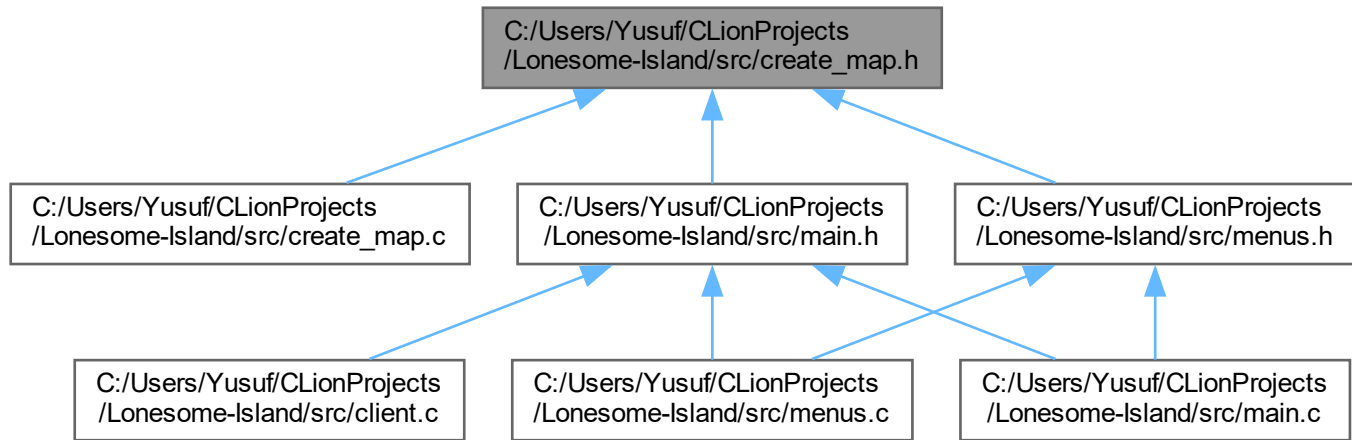 C:/Users/Yusuf/CLionProjects
/Lonesome-Island/src/create_map.h
C:/Users/Yusuf/CLionProjects
/Lonesome-Island/src/create_map.c
C:/Users/Yusuf/CLionProjects
/Lonesome-Island/src/main.h
C:/Users/Yusuf/CLionProjects
/Lonesome-Island/src/menus.h
C:/Users/Yusuf/CLionProjects
/Lonesome-Island/src/client.c
C:/Users/Yusuf/CLionProjects
/Lonesome-Island/src/menus.c
C:/Users/Yusuf/CLionProjects
/Lonesome-Island/src/main.c